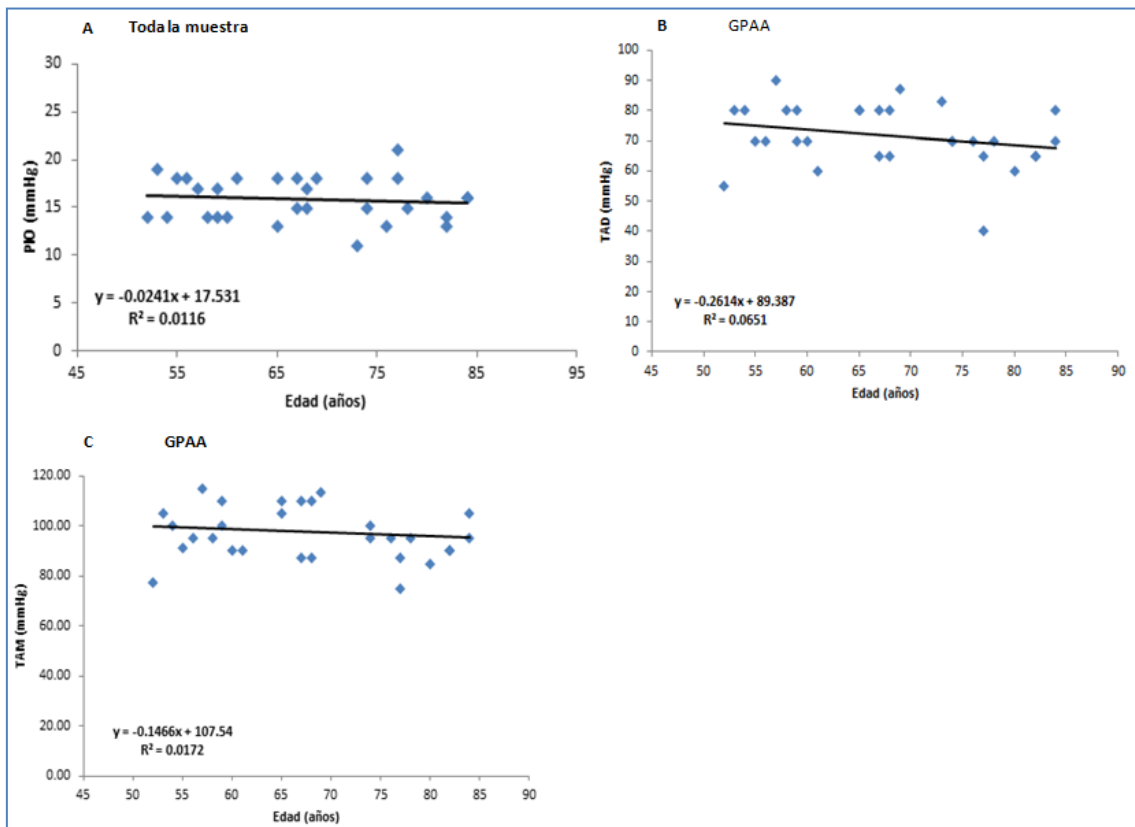 A Toda la muestra
PIO (mmHg)
30
25
20
15
10
5
0
y = -0.0241x + 17.531
R² = 0.0116
45 55 65 75 85 95
Edad (años)
B GPAA
TAD (mmHg)
100
90
80
70
60
50
40
30
20
10
0
y = -0.2614x + 89.387
R² = 0.0651
45 50 55 60 65 70 75 80 85 90
Edad (años)
C GPAA
TAM (mmHg)
120.00
100.00
80.00
60.00
40.00
20.00
0.00
y = -0.1466x + 107.54
R² = 0.0172
45 50 55 60 65 70 75 80 85 90
Edad (años)